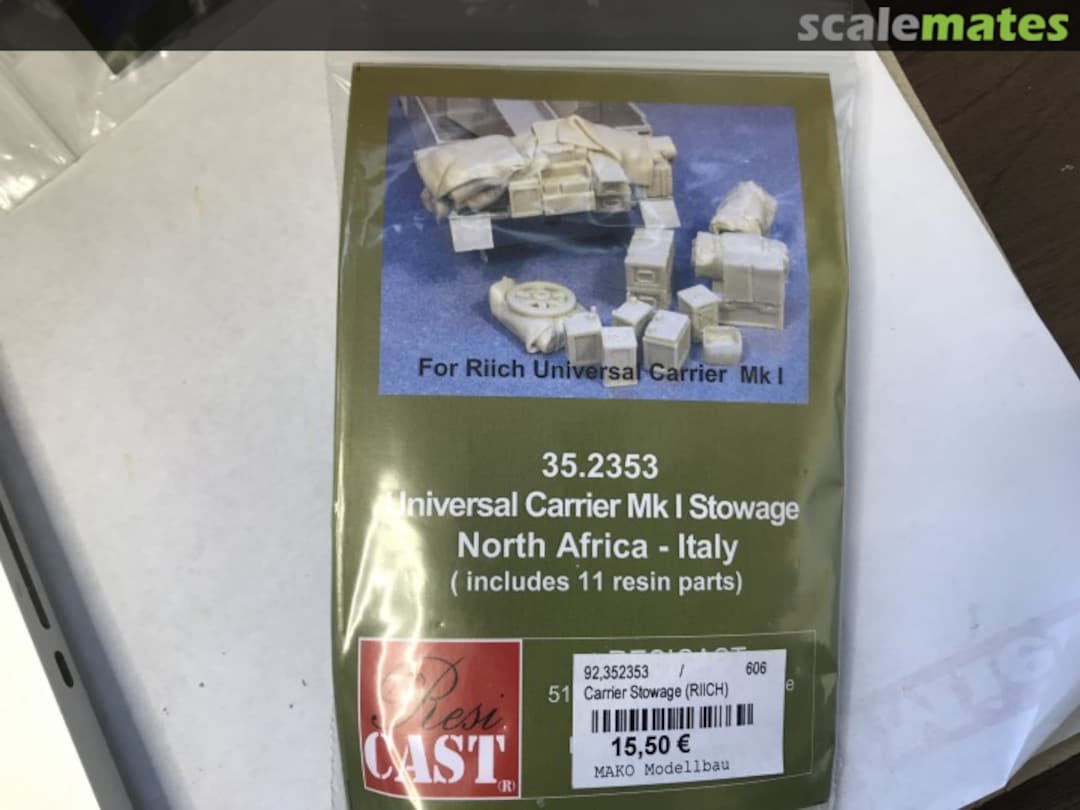 scalemates
For Riich Universal Carrier Mk I
35.2353
Universal Carrier Mk I Stowage
North Africa - Italy
( includes 11 resin parts)
Resi
CAST
(R)
51
e
92,352353 / 606
Carrier Stowage (RIICH)
15,50 €
MAKO Modellbau